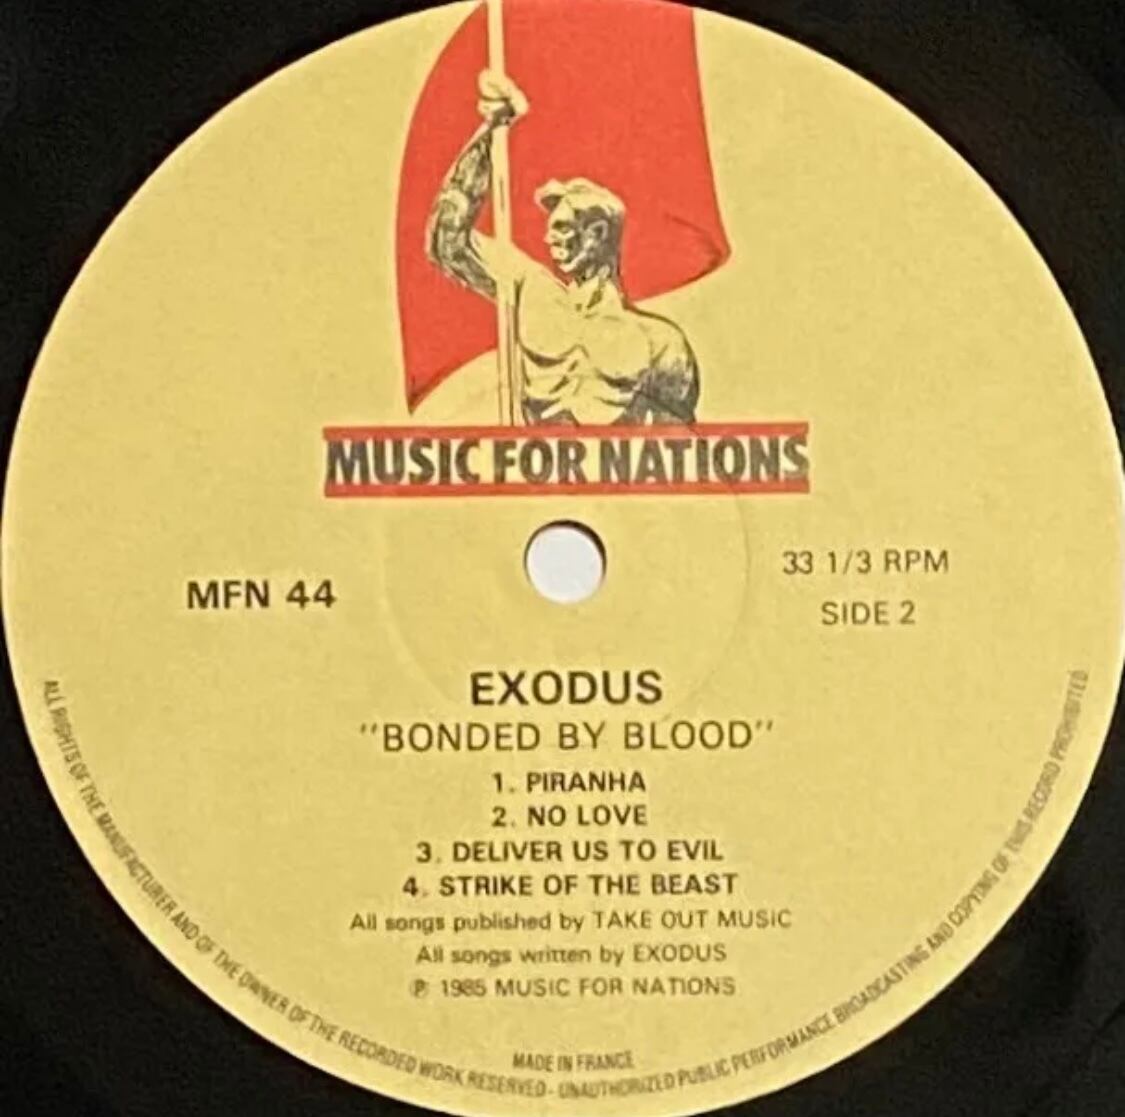 MUSIC FOR NATIONS
MFN 44
33 1/3 RPM
SIDE 2
EXODUS
"BONDED BY BLOOD"
1. PIRANHA
2. NO LOVE
3. DELIVER US TO EVIL
4. STRIKE OF THE BEAST
All songs published by TAKE OUT MUSIC
All songs written by EXODUS
℗ 1985 MUSIC FOR NATIONS
MADE IN FRANCE
ALL RIGHTS OF THE MANUFACTURER AND OF THE OWNER OF THE RECORDED WORK RESERVED - UNAUTHORIZED PUBLIC PERFORMANCE BROADCASTING AND COPYING OF THIS RECORD PROHIBITED